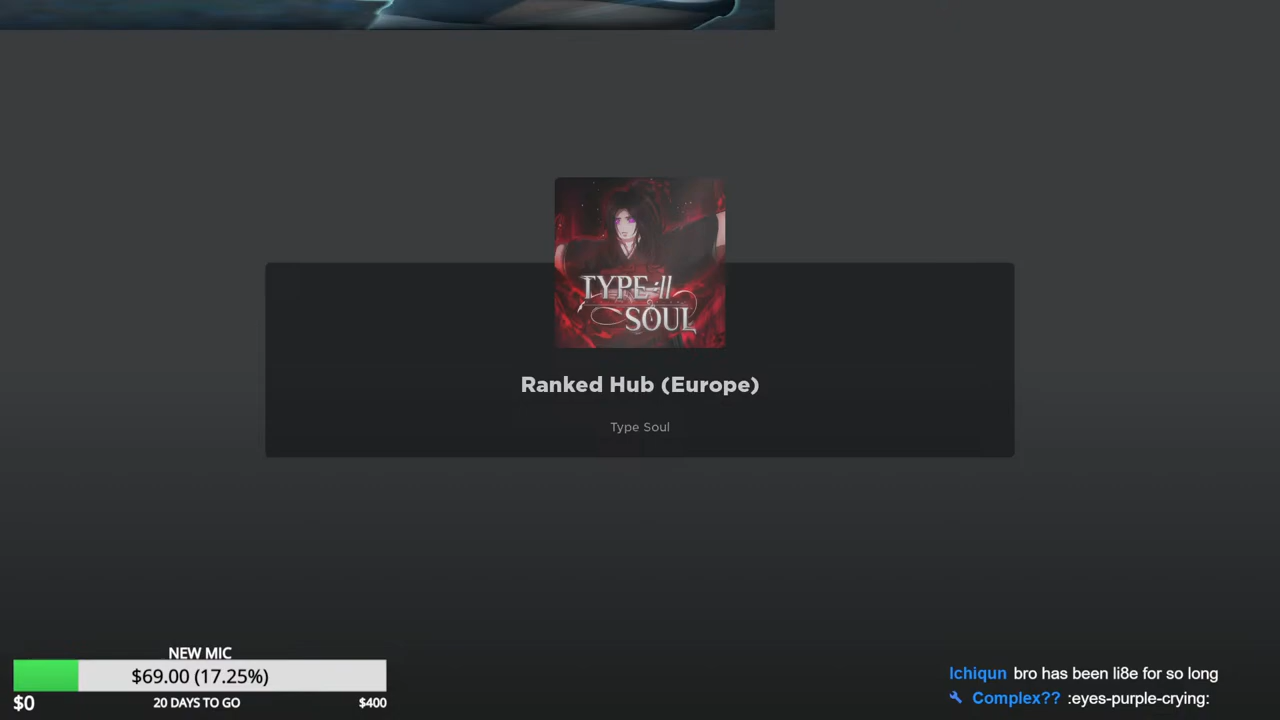 TYPE://
SOUL
Ranked Hub (Europe)
Type Soul
NEW MIC
$69.00 (17.25%)
$0 20 DAYS TO GO $400
Ichiqun bro has been li8e for so long
Complex?? :eyes-purple-crying: